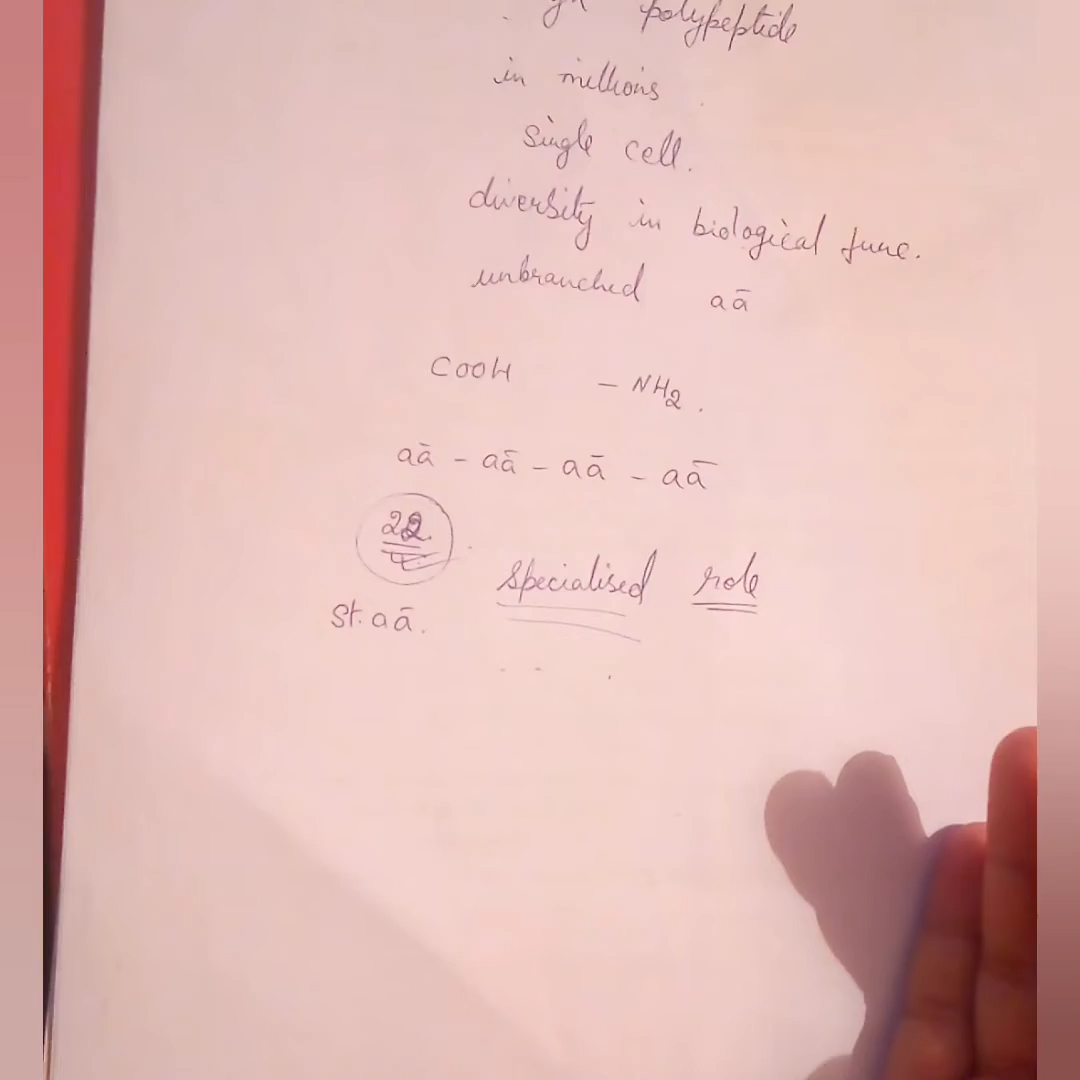 polypeptide
in millions
single cell.
diversity in biological func.
unbranched aā
COOH – NH2.
aā – aā – aā – aā
22
specialised role
st. aā.